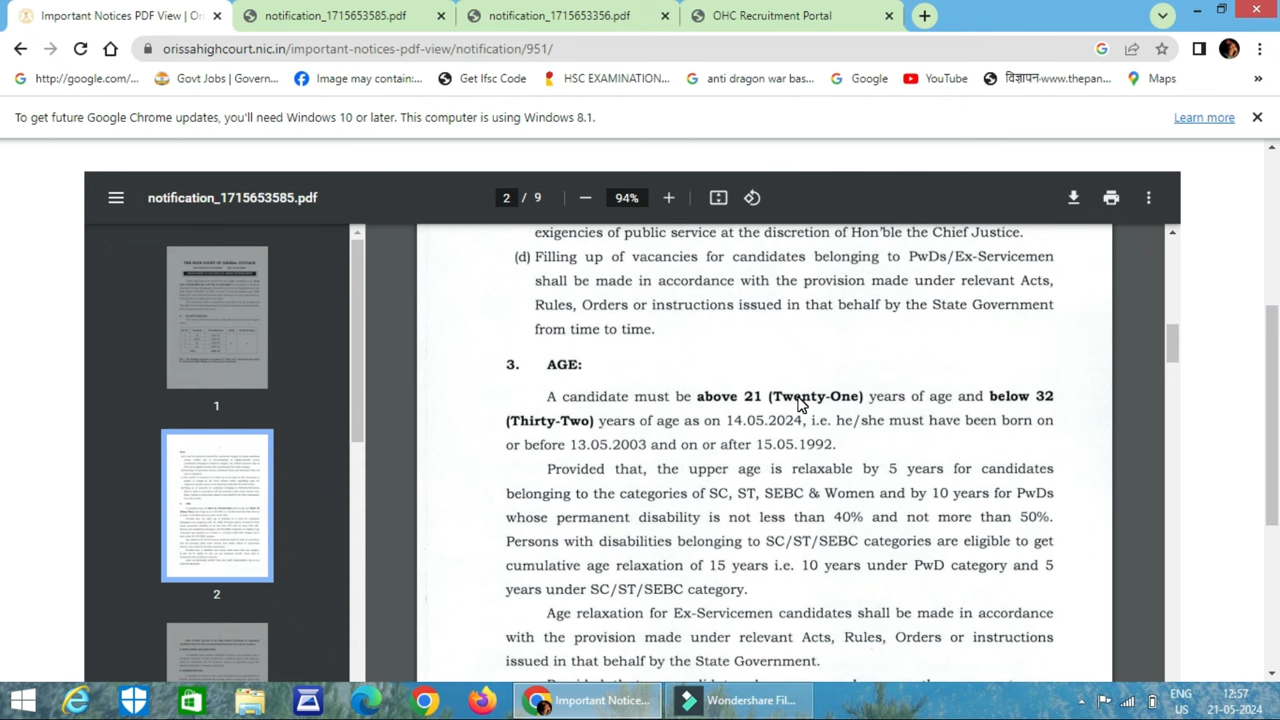 Important Notices PDF View | Or
notification_1715653585.pdf
notification_1715653356.pdf
OHC Recruitment Portal
orissahighcourt.nic.in/important-notices-pdf-view/notification/951/
http://google.com/...
Govt Jobs | Govern...
Image may contain:...
Get Ifsc Code
HSC EXAMINATION...
anti dragon war bas...
Google
YouTube
विज्ञापन-www.thepan...
Maps
»
To get future Google Chrome updates, you'll need Windows 10 or later. This computer is using Windows 8.1.
Learn more
notification_1715653585.pdf
2 / 9
94%
exigencies of public service at the discretion of Hon'ble the Chief Justice.
(d) Filling up of vacancies for candidates belonging to PwDs/Ex-Servicemen
shall be made in accordance with the provision made under relevant Acts,
Rules, Orders or instructions issued in that behalf by the State Government
from time to time.
3. AGE:
A candidate must be above 21 (Twenty-One) years of age and below 32
(Thirty-Two) years of age as on 14.05.2024, i.e. he/she must have been born on
or before 13.05.2003 and on or after 15.05.1992.
Provided that, the upper age is relaxable by 5 years for candidates
belonging to the categories of SC, ST, SEBC & Women and by 10 years for PwDs
whose permanent disability is not less than 40% and not more than 50%.
Persons with disabilities belonging to SC/ST/SEBC categories are eligible to get
cumulative age relaxation of 15 years i.e. 10 years under PwD category and 5
years under SC/ST/SEBC category.
Age relaxation for Ex-Servicemen candidates shall be made in accordance
with the provision under relevant Acts, Rules, Orders or instructions
issued in that behalf by the State Government.
1
2
Important Notice...
Wondershare Fil...
ENG
US
12:57
21-05-2024